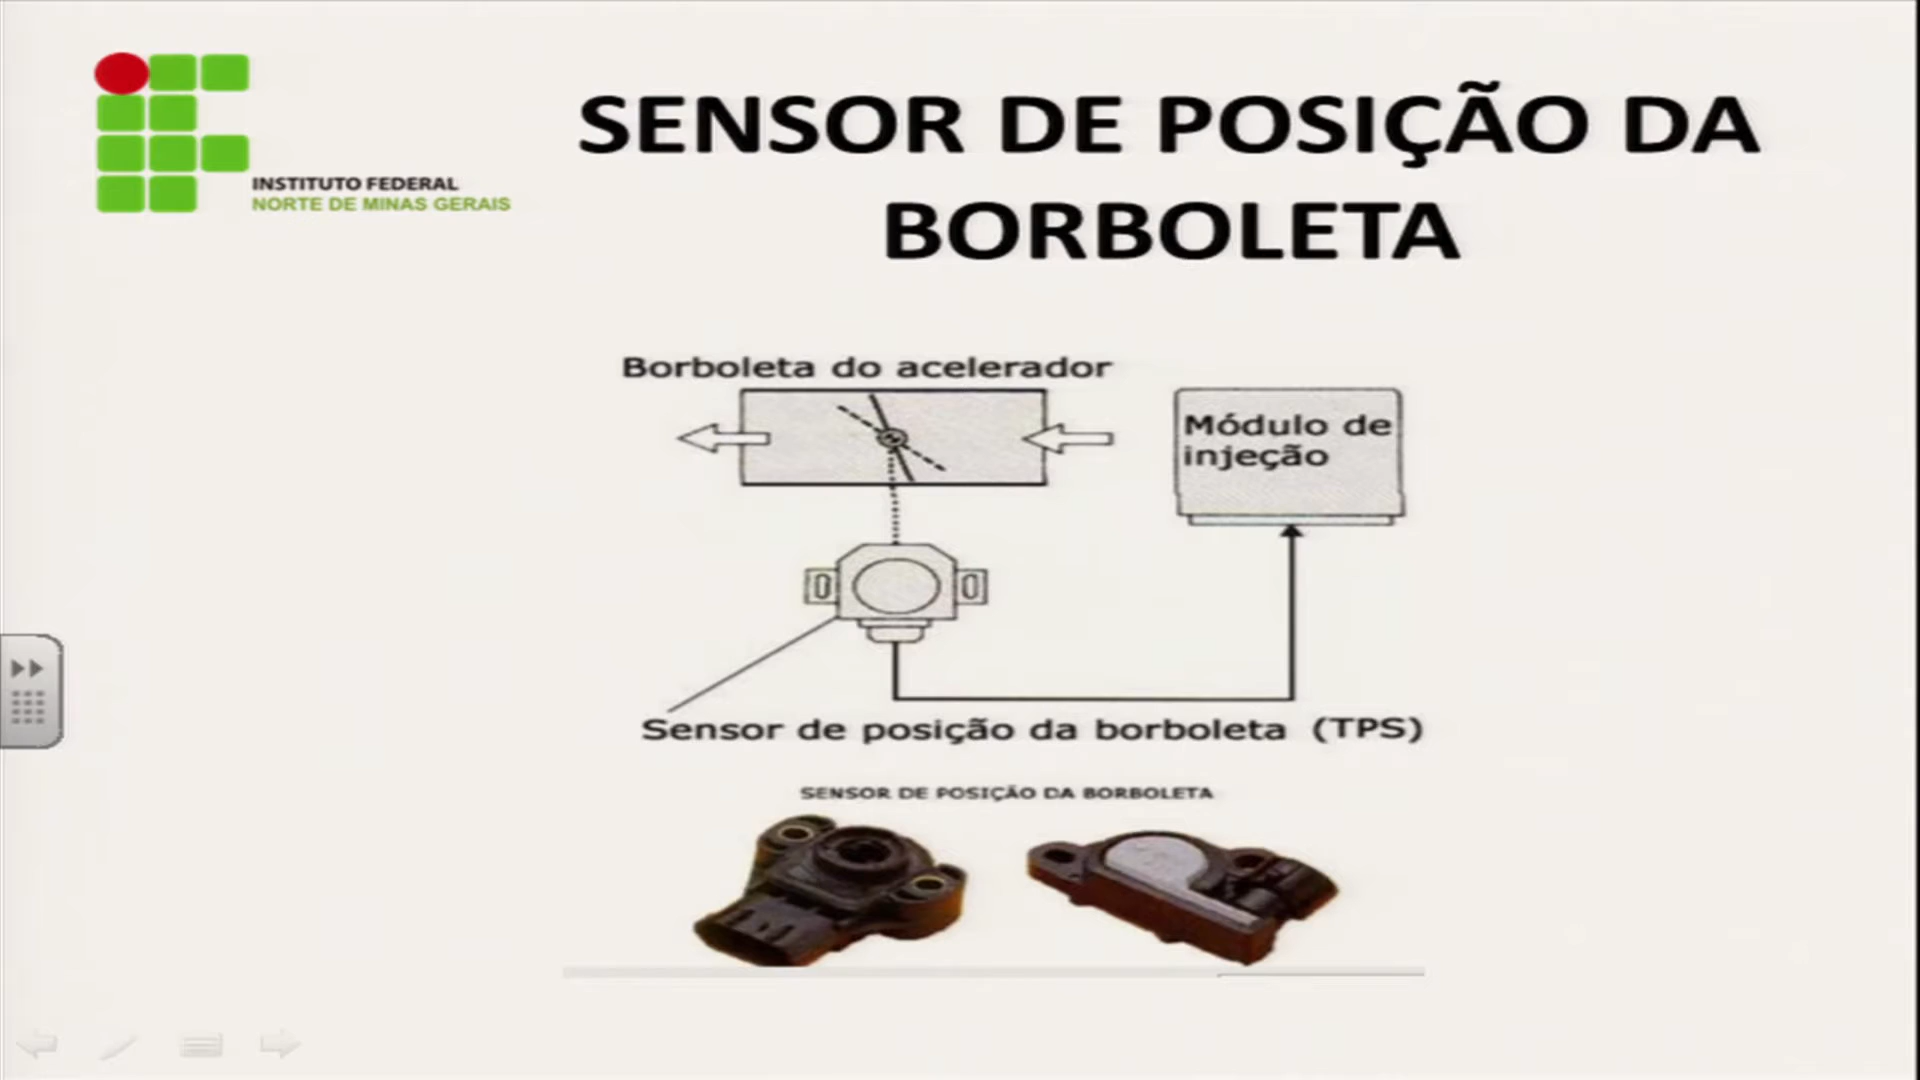 INSTITUTO FEDERAL
NORTE DE MINAS GERAIS
SENSOR DE POSIÇÃO DA
BORBOLETA
Borboleta do acelerador
Módulo de
injeção
Sensor de posição da borboleta (TPS)
SENSOR DE POSIÇÃO DA BORBOLETA